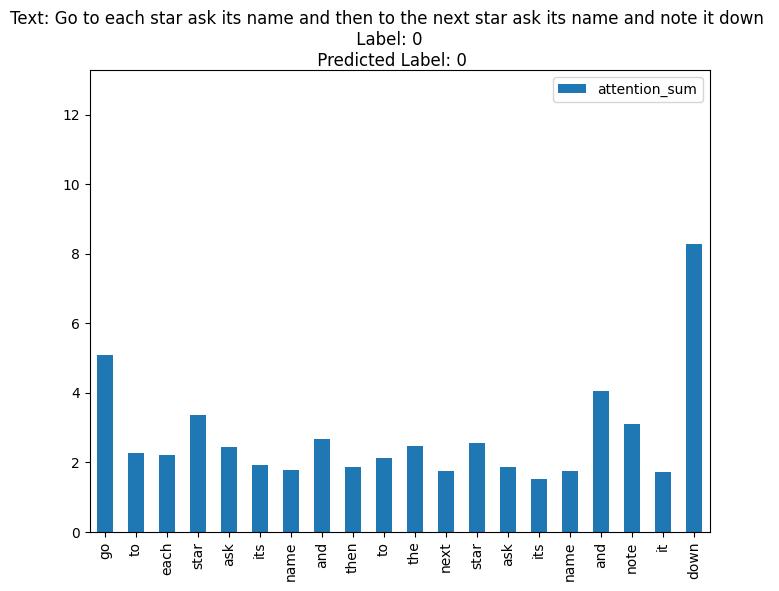 Text: Go to each star ask its name and then to the next star ask its name and note it down
Label: 0
Predicted Label: 0
attention_sum
12
10
8
6
4
2
0
go
to
each
star
ask
its
name
and
then
to
the
next
star
ask
its
name
and
note
it
down